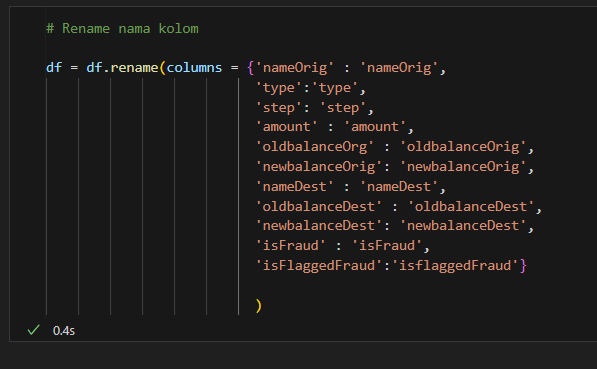 # Rename nama kolom
df = df.rename(columns = {'nameOrig' : 'nameOrig',
'type':'type',
'step': 'step',
'amount' : 'amount',
'oldbalanceOrg' : 'oldbalanceOrig',
'newbalanceOrig': 'newbalanceOrig',
'nameDest' : 'nameDest',
'oldbalanceDest' : 'oldbalanceDest',
'newbalanceDest': 'newbalanceDest',
'isFraud' : 'isFraud',
'isFlaggedFraud':'isflaggedFraud'}
)
0.4s